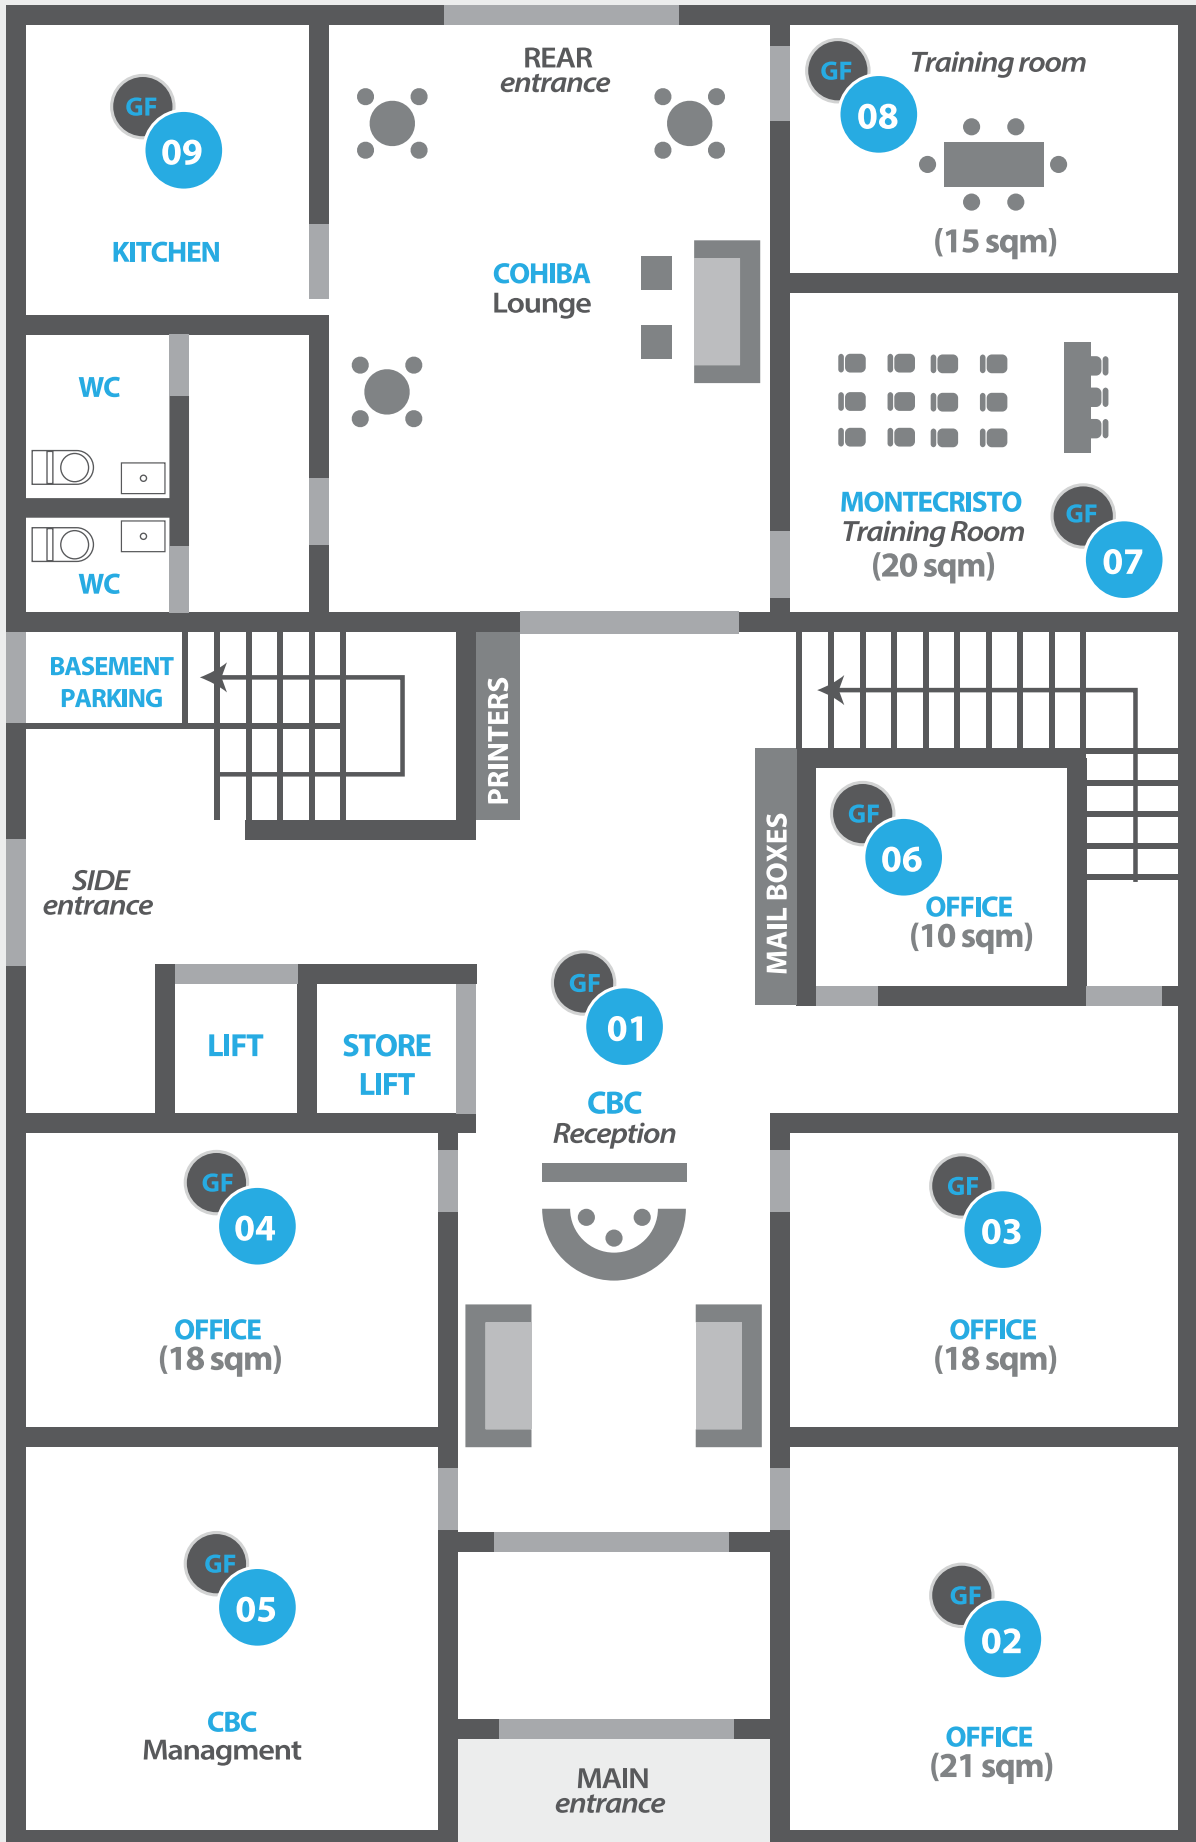 REAR
entrance
GF
09
KITCHEN
GF
08
Training room
(15 sqm)
COHIBA
Lounge
WC
WC
MONTECRISTO
Training Room
(20 sqm)
GF
07
BASEMENT
PARKING
PRINTERS
MAIL BOXES
GF
06
OFFICE
(10 sqm)
SIDE
entrance
LIFT
STORE
LIFT
GF
01
CBC
Reception
GF
04
OFFICE
(18 sqm)
GF
03
OFFICE
(18 sqm)
GF
05
CBC
Managment
GF
02
OFFICE
(21 sqm)
MAIN
entrance